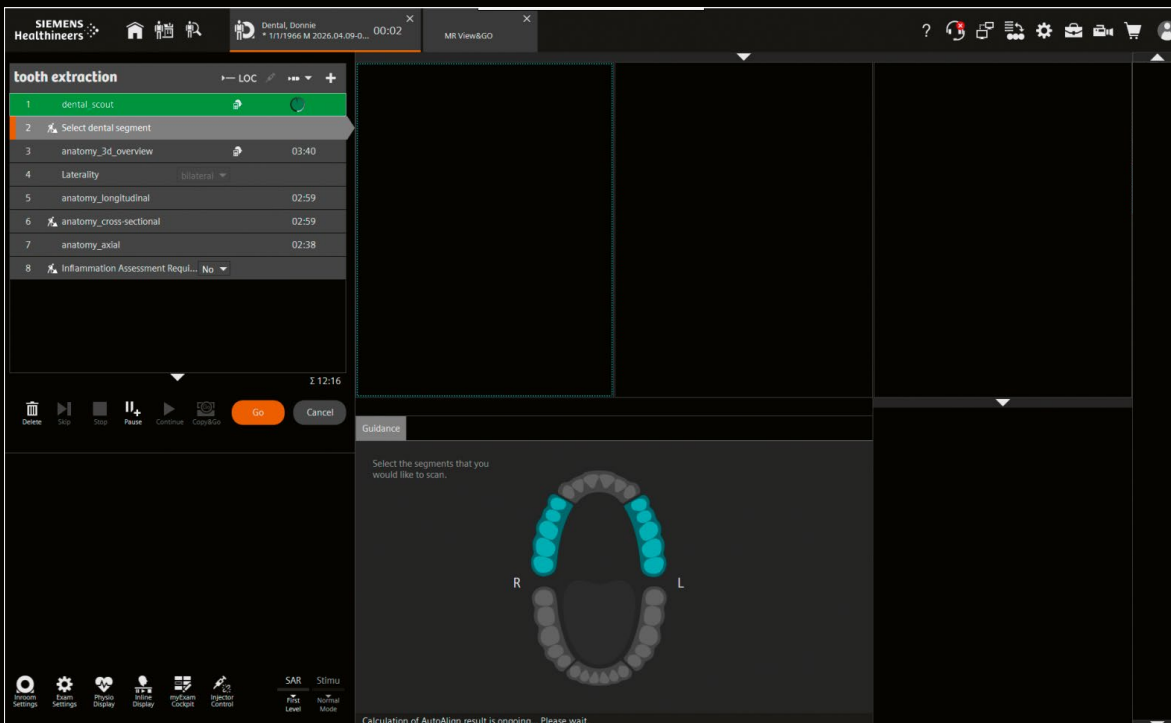 SIEMENS
Healthineers
Dental, Donnie
* 1/1/1966 M 2026.04.09-0... 00:02
MR View&GO
?
tooth extraction LOC
1 dental_scout
2 Select dental segment
3 anatomy_3d_overview 03:40
4 Laterality bilateral
5 anatomy_longitudinal 02:59
6 anatomy_cross-sectional 02:59
7 anatomy_axial 02:38
8 Inflammation Assessment Requi... No
Σ 12:16
Delete Skip Stop Pause Continue Copy&Go Go Cancel
Guidance
Select the segments that you
would like to scan.
R L
Inroom Settings
Exam Settings
Physio Display
Inline Display
myExam Cockpit
Injector Control
SAR Stimu
First Level
Normal Mode
Calculation of AutoAlign result is ongoing... Please wait